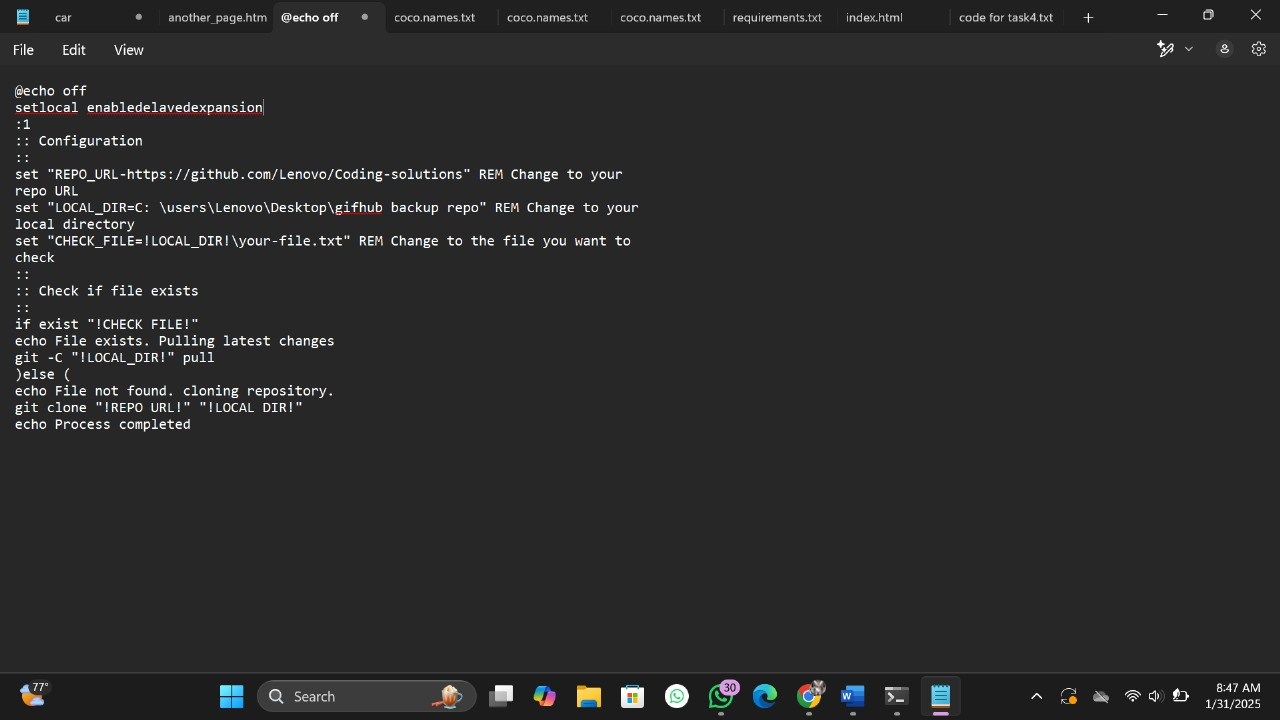 car
another_page.htm
@echo off
coco.names.txt
coco.names.txt
coco.names.txt
requirements.txt
index.html
code for task4.txt
File
Edit
View
@echo off
setlocal enabledelavedexpansion
:1
:: Configuration
::
set "REPO_URL-https://github.com/Lenovo/Coding-solutions" REM Change to your
repo URL
set "LOCAL_DIR=C: \users\Lenovo\Desktop\gifhub backup repo" REM Change to your
local directory
set "CHECK_FILE=!LOCAL_DIR!\your-file.txt" REM Change to the file you want to
check
::
:: Check if file exists
::
if exist "!CHECK FILE!"
echo File exists. Pulling latest changes
git -C "!LOCAL_DIR!" pull
)else (
echo File not found. cloning repository.
git clone "!REPO URL!" "!LOCAL DIR!"
echo Process completed
77°
Search
30
8:47 AM
1/31/2025